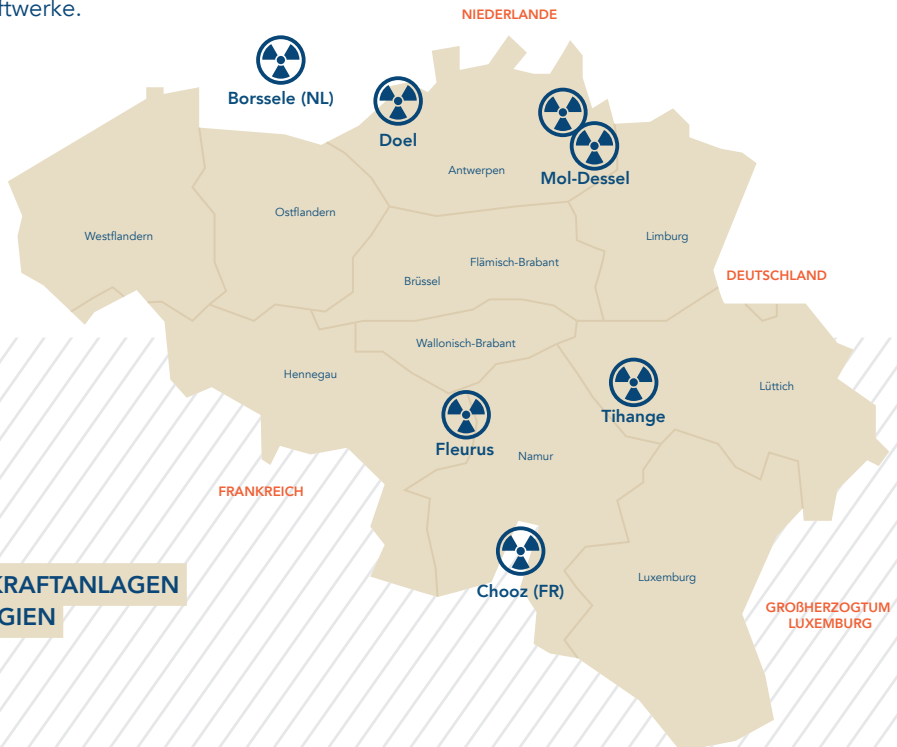 ftwerke.
NIEDERLANDE
Borssele (NL)
Doel
Antwerpen
Mol-Dessel
Ostflandern
Westflandern
Limburg
Flämisch-Brabant
Brüssel
DEUTSCHLAND
Wallonisch-Brabant
Hennegau
Lüttich
Tihange
Fleurus
Namur
FRANKREICH
Luxemburg
Chooz (FR)
KRAFTANLAGEN
GIEN
GROßHERZOGTUM
LUXEMBURG